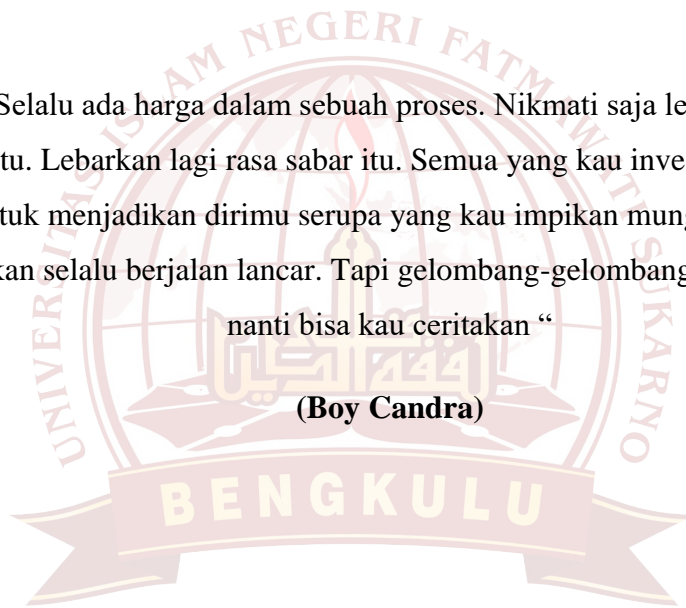 Selalu ada harga dalam sebuah proses. Nikmati saja le
tu. Lebarkan lagi rasa sabar itu. Semua yang kau inve
tuk menjadikan dirimu serupa yang kau impikan mung
kan selalu berjalan lancar. Tapi gelombang-gelombang
nanti bisa kau ceritakan “
(Boy Candra)
UNIVERSITAS ISLAM NEGERI FATMAWATI SUKARNO
BENGKULU